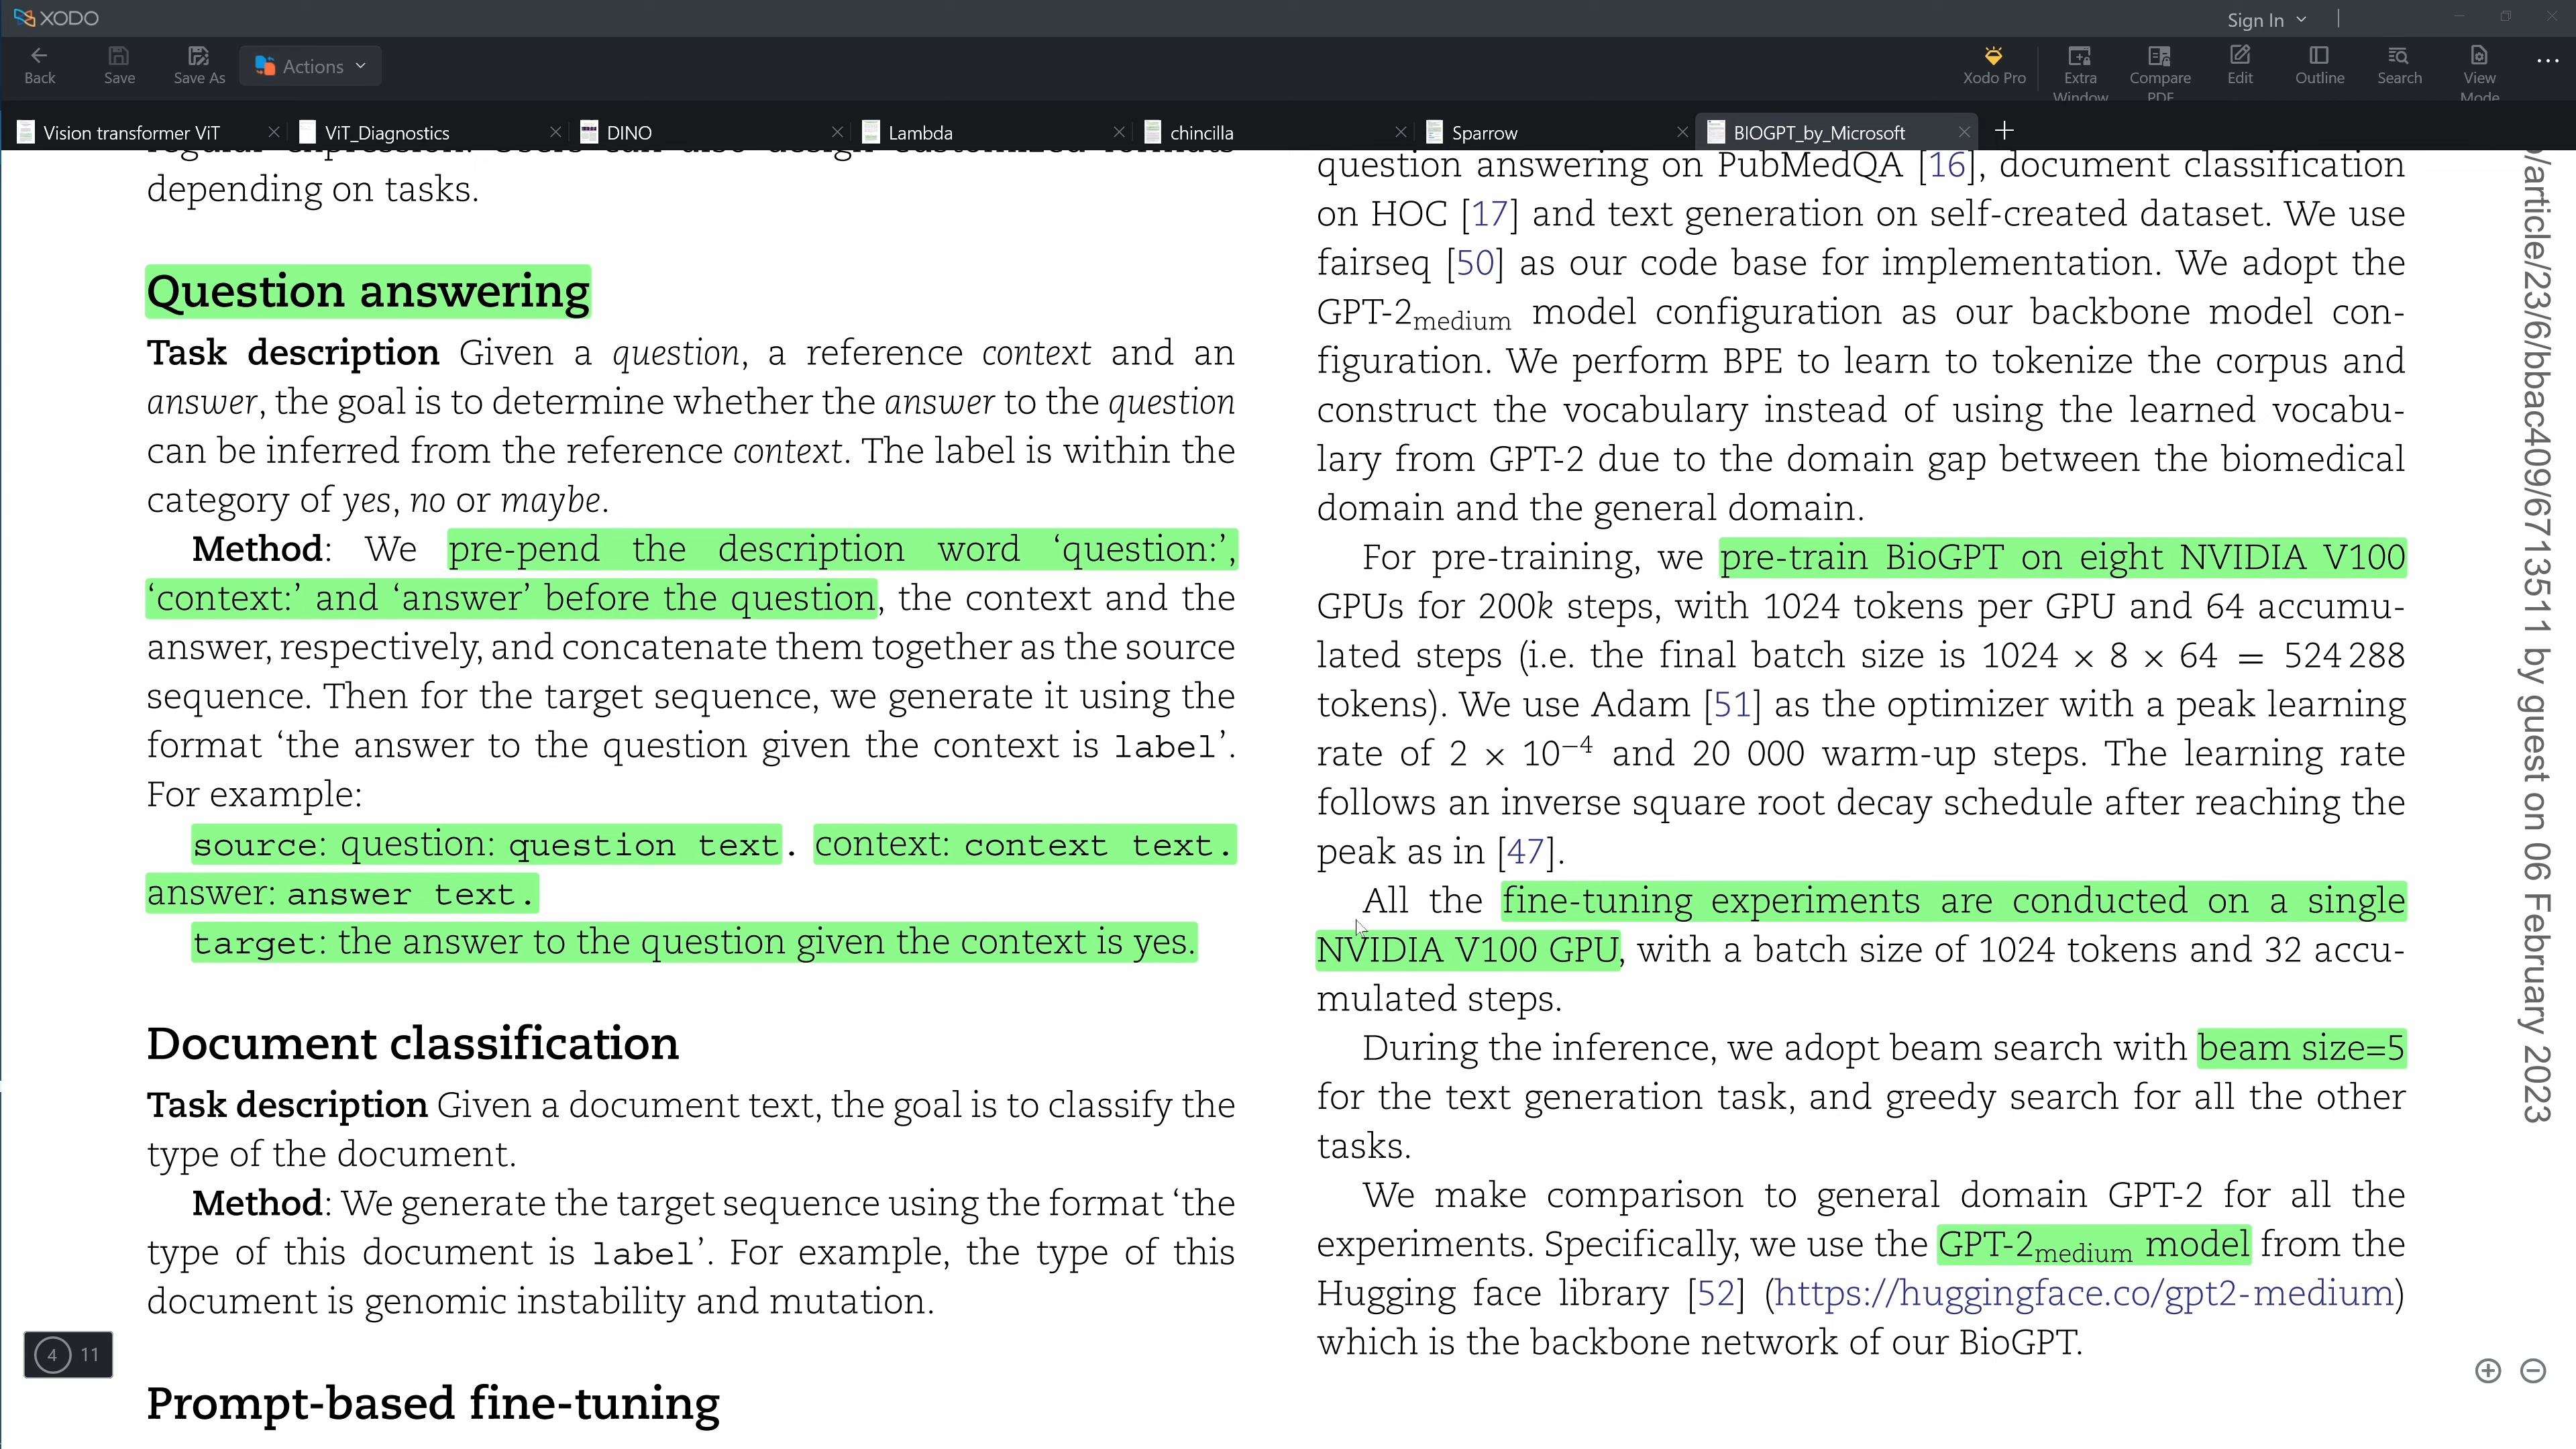 XODO
Sign In
Back
Save
Save As
Actions
Xodo Pro
Extra
Window
Compare
PDF
Edit
Outline
Search
View
Mode
Vision transformer ViT
ViT_Diagnostics
DINO
Lambda
chincilla
Sparrow
BIOGPT_by_Microsoft
regular expression. Users can also design customized formats
depending on tasks.
Question answering
Task description Given a question, a reference context and an
answer, the goal is to determine whether the answer to the question
can be inferred from the reference context. The label is within the
category of yes, no or maybe.
Method: We pre-pend the description word ‘question:’,
‘context:’ and ‘answer’ before the question, the context and the
answer, respectively, and concatenate them together as the source
sequence. Then for the target sequence, we generate it using the
format ‘the answer to the question given the context is label’.
For example:
source: question: question text. context: context text.
answer: answer text.
target: the answer to the question given the context is yes.
Document classification
Task description Given a document text, the goal is to classify the
type of the document.
Method: We generate the target sequence using the format ‘the
type of this document is label’. For example, the type of this
document is genomic instability and mutation.
Prompt-based fine-tuning
question answering on PubMedQA [16], document classification
on HOC [17] and text generation on self-created dataset. We use
fairseq [50] as our code base for implementation. We adopt the
GPT-2medium model configuration as our backbone model con-
figuration. We perform BPE to learn to tokenize the corpus and
construct the vocabulary instead of using the learned vocabu-
lary from GPT-2 due to the domain gap between the biomedical
domain and the general domain.
For pre-training, we pre-train BioGPT on eight NVIDIA V100
GPUs for 200k steps, with 1024 tokens per GPU and 64 accumu-
lated steps (i.e. the final batch size is 1024 × 8 × 64 = 524 288
tokens). We use Adam [51] as the optimizer with a peak learning
rate of 2 × 10−4 and 20 000 warm-up steps. The learning rate
follows an inverse square root decay schedule after reaching the
peak as in [47].
All the fine-tuning experiments are conducted on a single
NVIDIA V100 GPU, with a batch size of 1024 tokens and 32 accu-
mulated steps.
During the inference, we adopt beam search with beam size=5
for the text generation task, and greedy search for all the other
tasks.
We make comparison to general domain GPT-2 for all the
experiments. Specifically, we use the GPT-2medium model from the
Hugging face library [52] (https://huggingface.co/gpt2-medium)
which is the backbone network of our BioGPT.
/article/23/6/bbac409/6713511 by guest on 06 February 2023
4 11